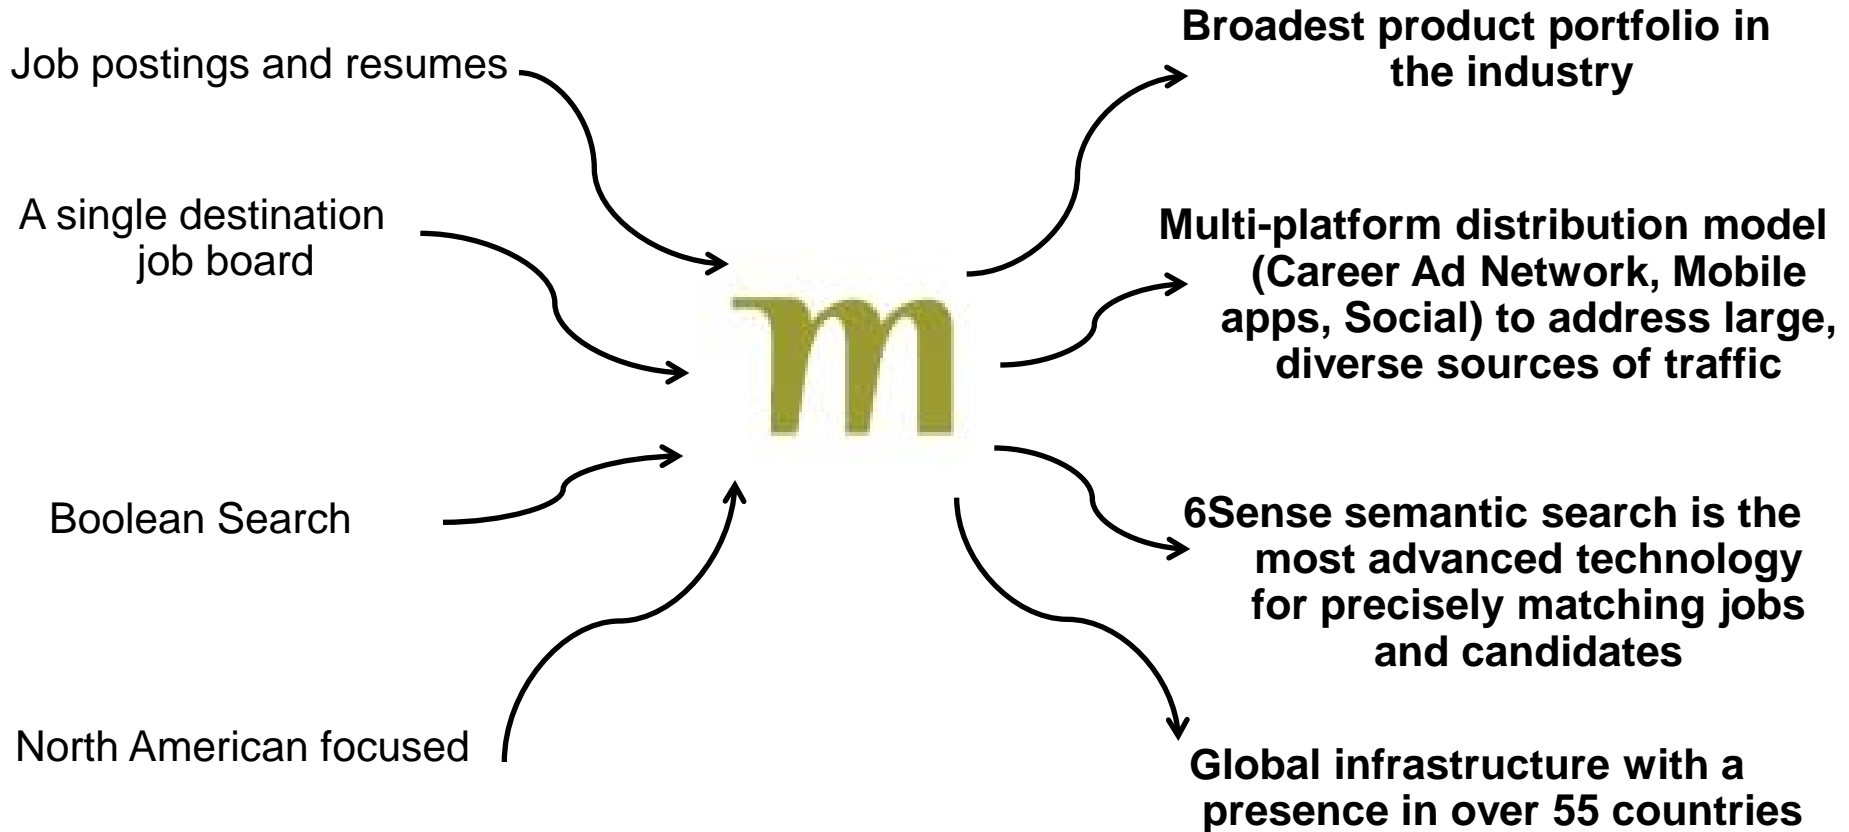 Job postings and resumes
A single destination
job board
Boolean Search
North American focused
m
Broadest product portfolio in
the industry
Multi-platform distribution model
(Career Ad Network, Mobile
apps, Social) to address large,
diverse sources of traffic
6Sense semantic search is the
most advanced technology
for precisely matching jobs
and candidates
Global infrastructure with a
presence in over 55 countries